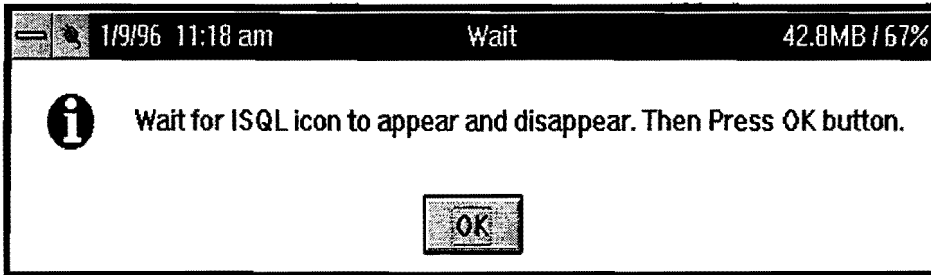 1/9/96 11:18 am Wait 42.8MB / 67%
Wait for ISQL icon to appear and disappear. Then Press OK button.
OK